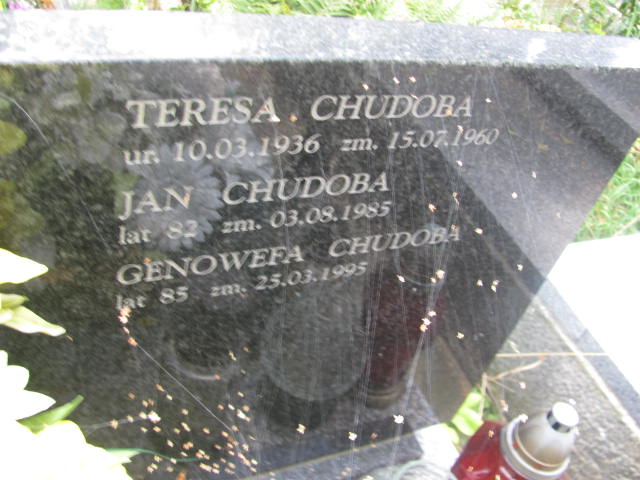 TERESA CHUDOBA
ur. 10.03.1936 zm. 15.07.1960
JAN CHUDOBA
lat 82 zm. 03.08.1985
GENOWEFA CHUDOBA
lat 85 zm. 25.03.1995